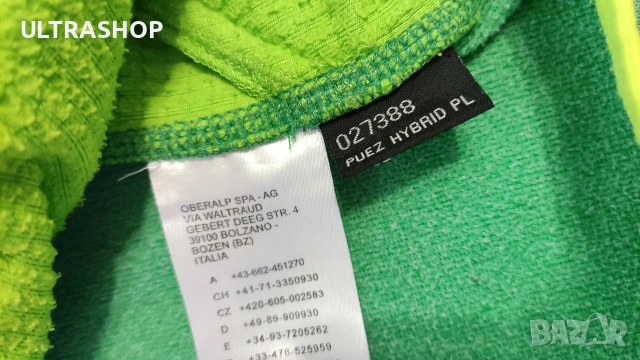 ULTRASHOP
027388
PUEZ HYBRID PL
OBERALP SPA - AG
VIA WALTRAUD
GEBERT DEEG STR. 4
39100 BOLZANO -
BOZEN (BZ)
ITALIA
A +43-662-451270
CH +41-71-3350930
CZ +420-605-002583
D +49-89-909930
E +34-93-7205262
+33-476-525959
BAZAR